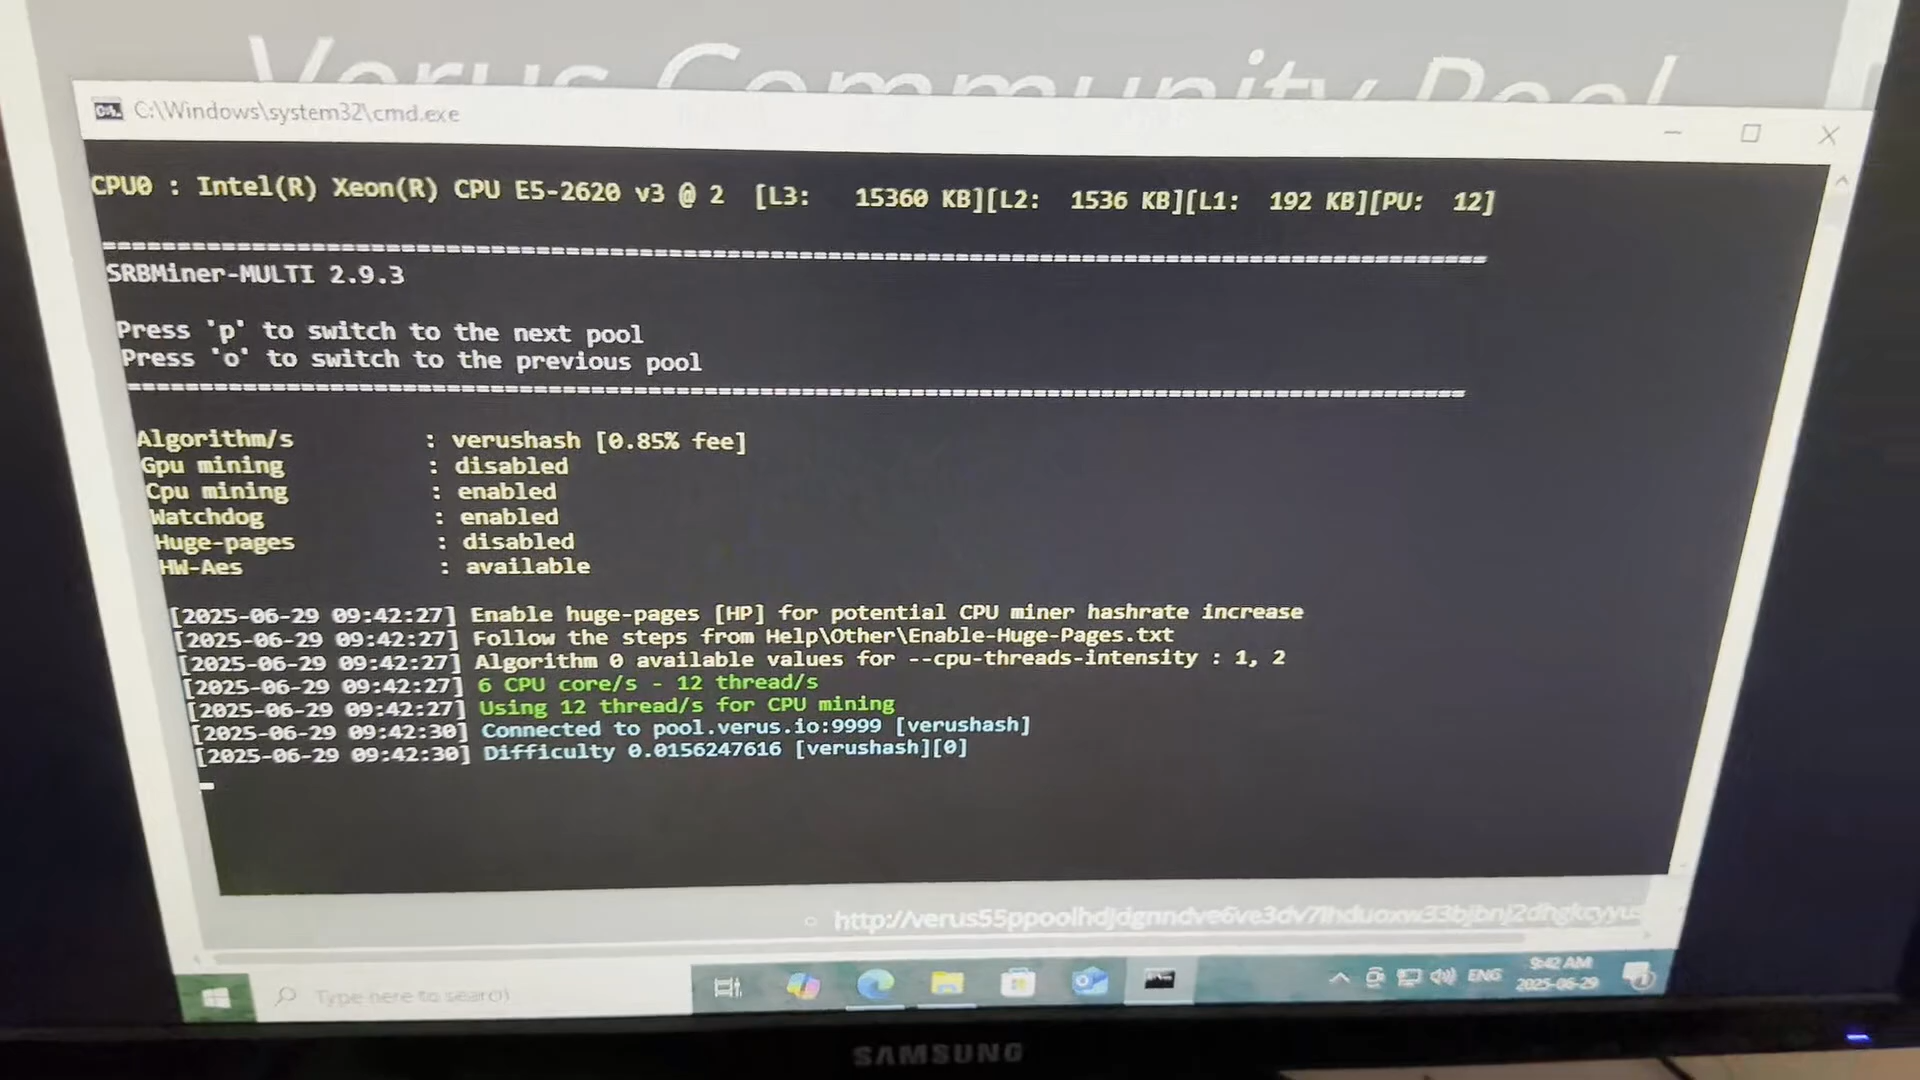 Verus Community Pool
C:\Windows\system32\cmd.exe
CPU0 : Intel(R) Xeon(R) CPU E5-2620 v3 @ 2 [L3: 15360 KB][L2: 1536 KB][L1: 192 KB][PU: 12]
================================================================================
SRBMiner-MULTI 2.9.3
Press 'p' to switch to the next pool
Press 'o' to switch to the previous pool
================================================================================
Algorithm/s : verushash [0.85% fee]
Gpu mining : disabled
Cpu mining : enabled
Watchdog : enabled
Huge-pages : disabled
HW-Aes : available
[2025-06-29 09:42:27] Enable huge-pages [HP] for potential CPU miner hashrate increase
[2025-06-29 09:42:27] Follow the steps from Help\Other\Enable-Huge-Pages.txt
[2025-06-29 09:42:27] Algorithm 0 available values for --cpu-threads-intensity : 1, 2
[2025-06-29 09:42:27] 6 CPU core/s - 12 thread/s
[2025-06-29 09:42:27] Using 12 thread/s for CPU mining
[2025-06-29 09:42:30] Connected to pool.verus.io:9999 [verushash]
[2025-06-29 09:42:30] Difficulty 0.0156247616 [verushash][0]
Type here to search
ENG
9:42 AM
2025-06-29
SAMSUNG